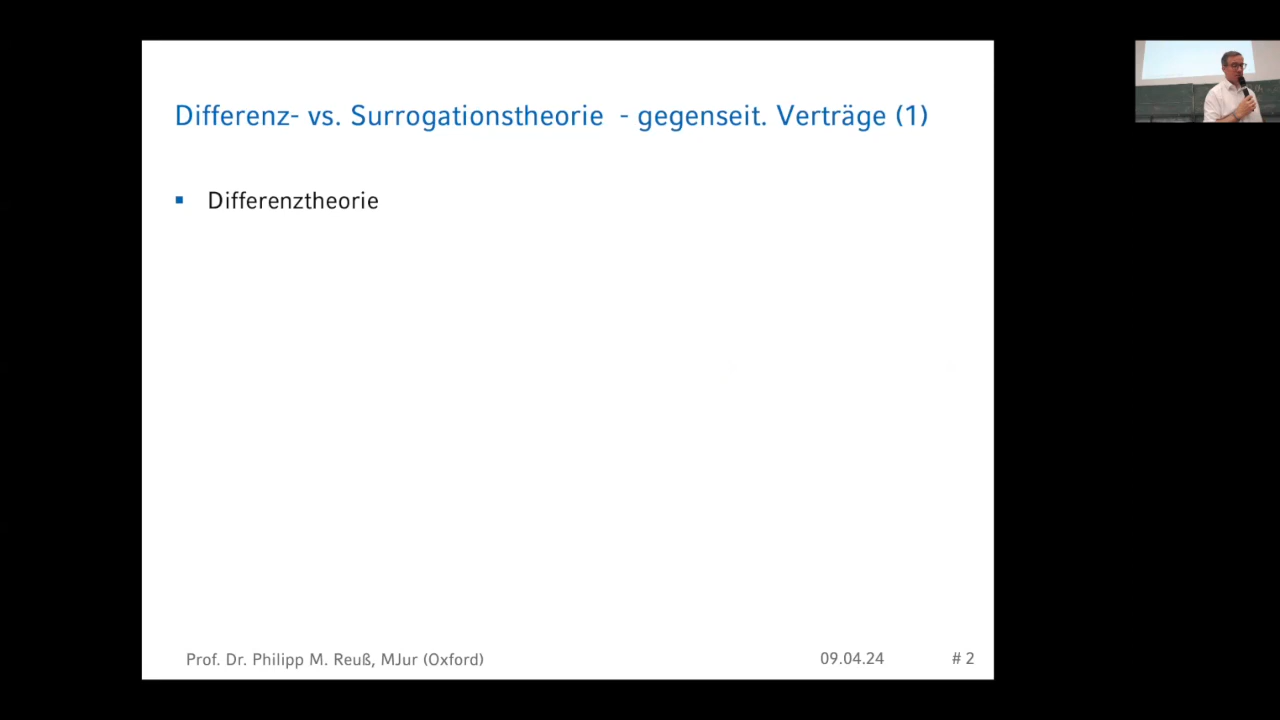 Differenz- vs. Surrogationstheorie - gegenseit. Verträge (1)
▪ Differenztheorie
Prof. Dr. Philipp M. Reuß, MJur (Oxford) 09.04.24 # 2